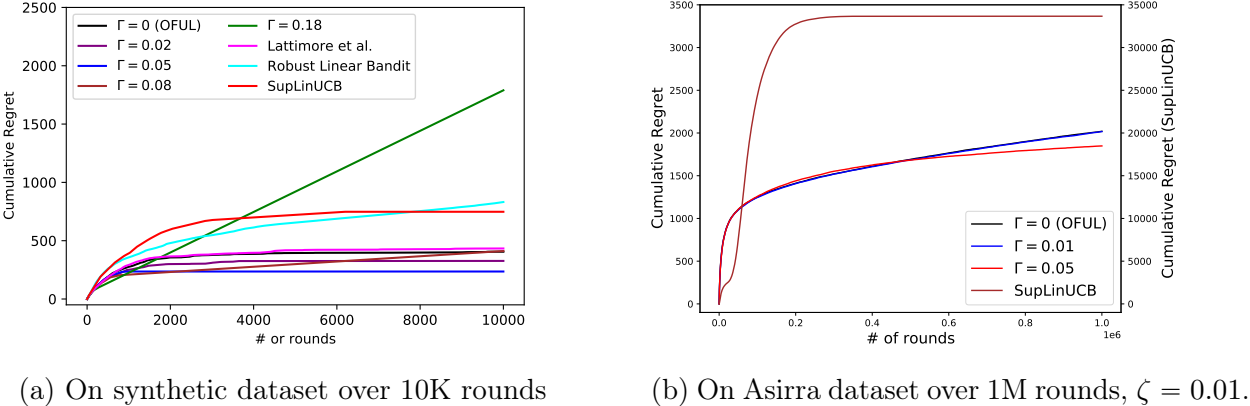 2500
2000
1500
1000
500
0
Cumulative Regret
Γ = 0 (OFUL)
Γ = 0.02
Γ = 0.05
Γ = 0.08
Γ = 0.18
Lattimore et al.
Robust Linear Bandit
SupLinUCB
0 2000 4000 6000 8000 10000
# or rounds
(a) On synthetic dataset over 10K rounds
3500
3000
2500
2000
1500
1000
500
0
Cumulative Regret
35000
30000
25000
20000
15000
10000
5000
0
Cumulative Regret (SupLinUCB)
Γ = 0 (OFUL)
Γ = 0.01
Γ = 0.05
SupLinUCB
0.0 0.2 0.4 0.6 0.8 1.0
1e6
# of rounds
(b) On Asirra dataset over 1M rounds, ζ = 0.01.